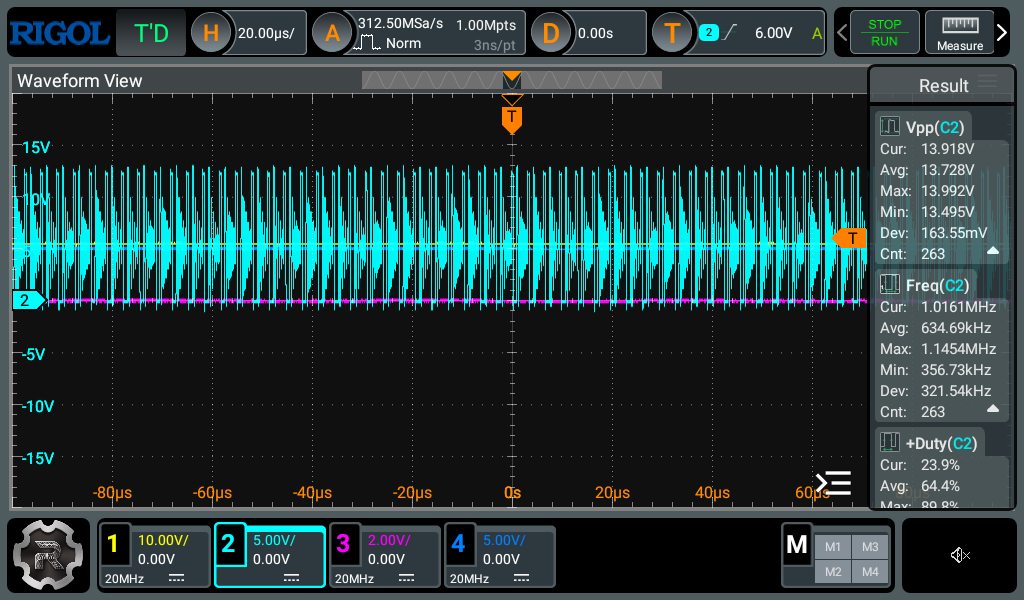 RIGOL T'D H 20.00µs/ A 312.50MSa/s 1.00Mpts Norm 3ns/pt D 0.00s T 2 6.00V A STOP RUN Measure
Waveform View
T
Result
15V
10V
T
2
-5V
-10V
-15V
-80µs -60µs -40µs -20µs 0s 20µs 40µs 60µs
Vpp(C2)
Cur: 13.918V
Avg: 13.728V
Max: 13.992V
Min: 13.495V
Dev: 163.55mV
Cnt: 263
Freq(C2)
Cur: 1.0161MHz
Avg: 634.69kHz
Max: 1.1454MHz
Min: 356.73kHz
Dev: 321.54kHz
Cnt: 263
+Duty(C2)
Cur: 23.9%
Avg: 64.4%
Max: 89.8%
R
1 10.00V/ 0.00V 20MHz
2 5.00V/ 0.00V
3 2.00V/ 0.00V 20MHz
4 5.00V/ 0.00V 20MHz
M M1 M3
M2 M4